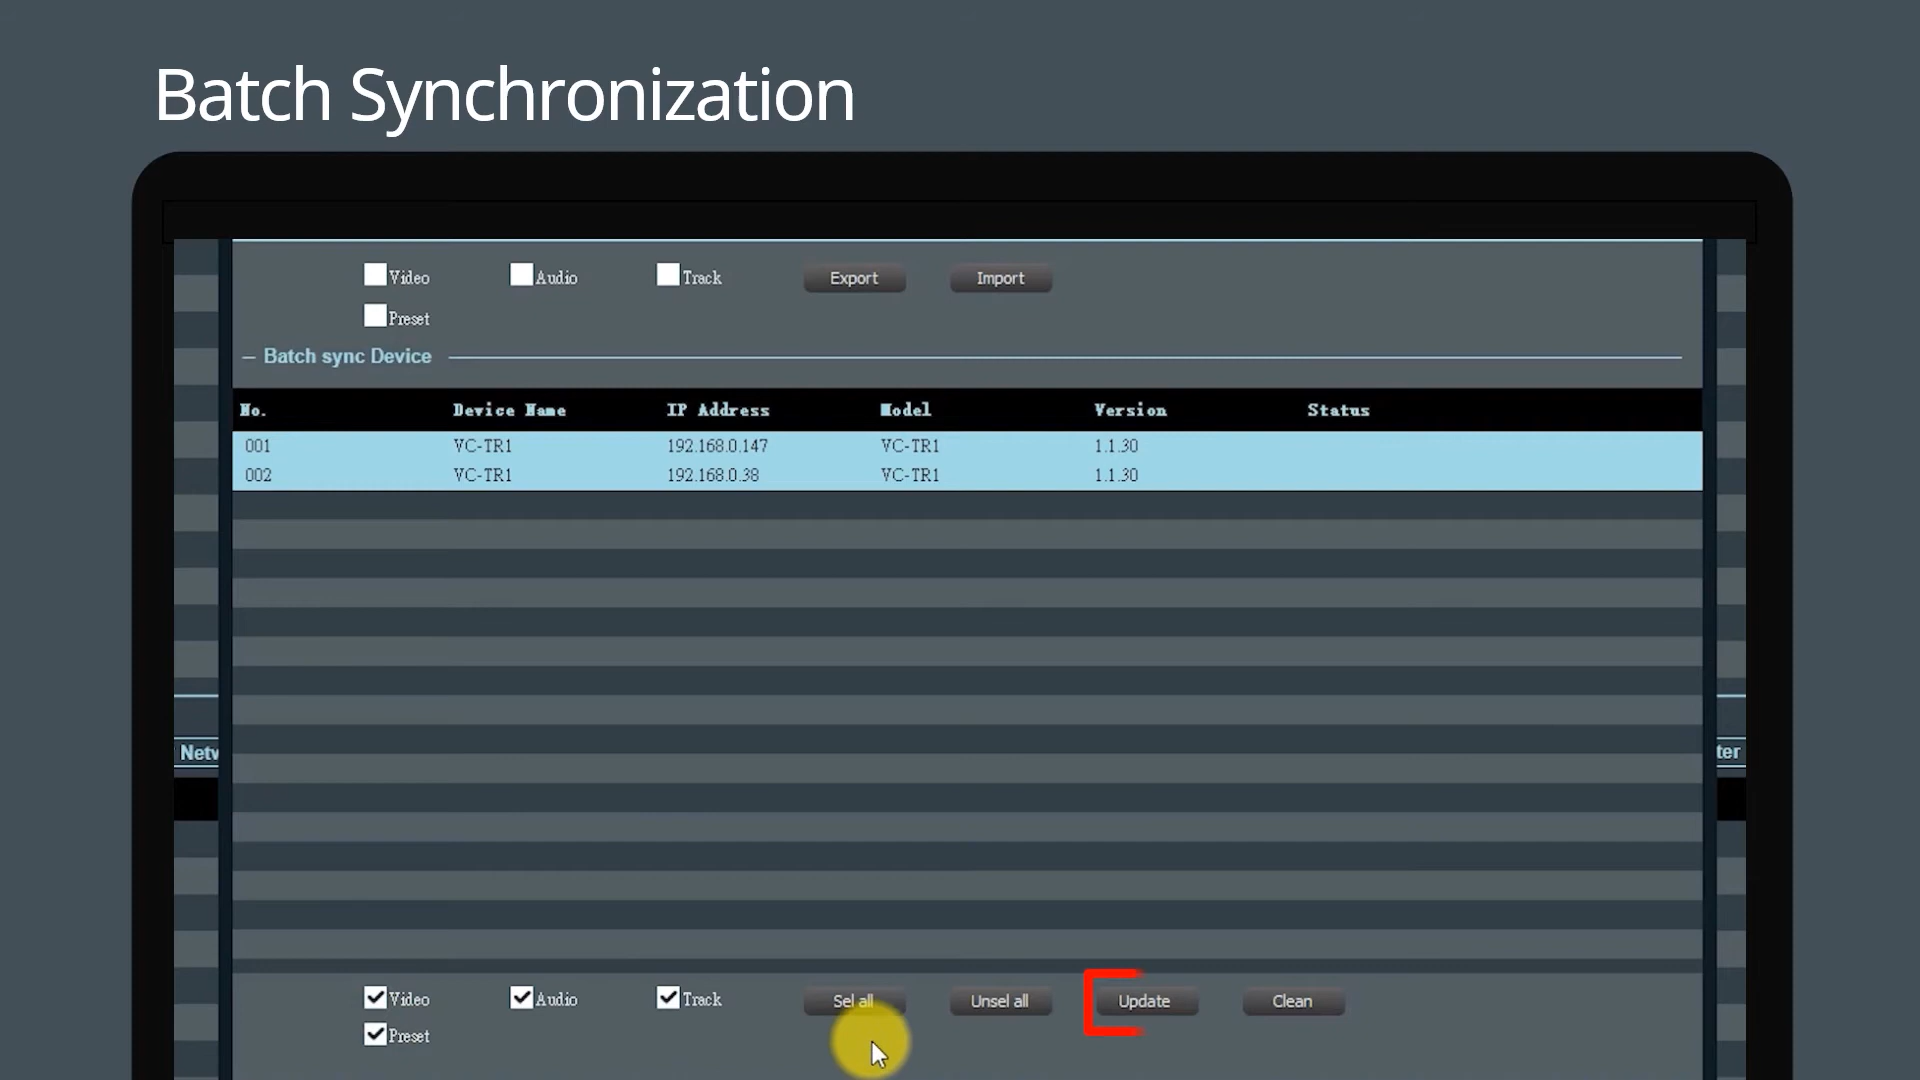 Batch Synchronization
Video Audio Track Export Import
Preset
Batch sync Device
No. Device Name IP Address Model Version Status
001 VC-TR1 192.168.0.147 VC-TR1 1.1.30
002 VC-TR1 192.168.0.38 VC-TR1 1.1.30
Netw ter
Video Audio Track Sel all Unsel all Update Clean
Preset